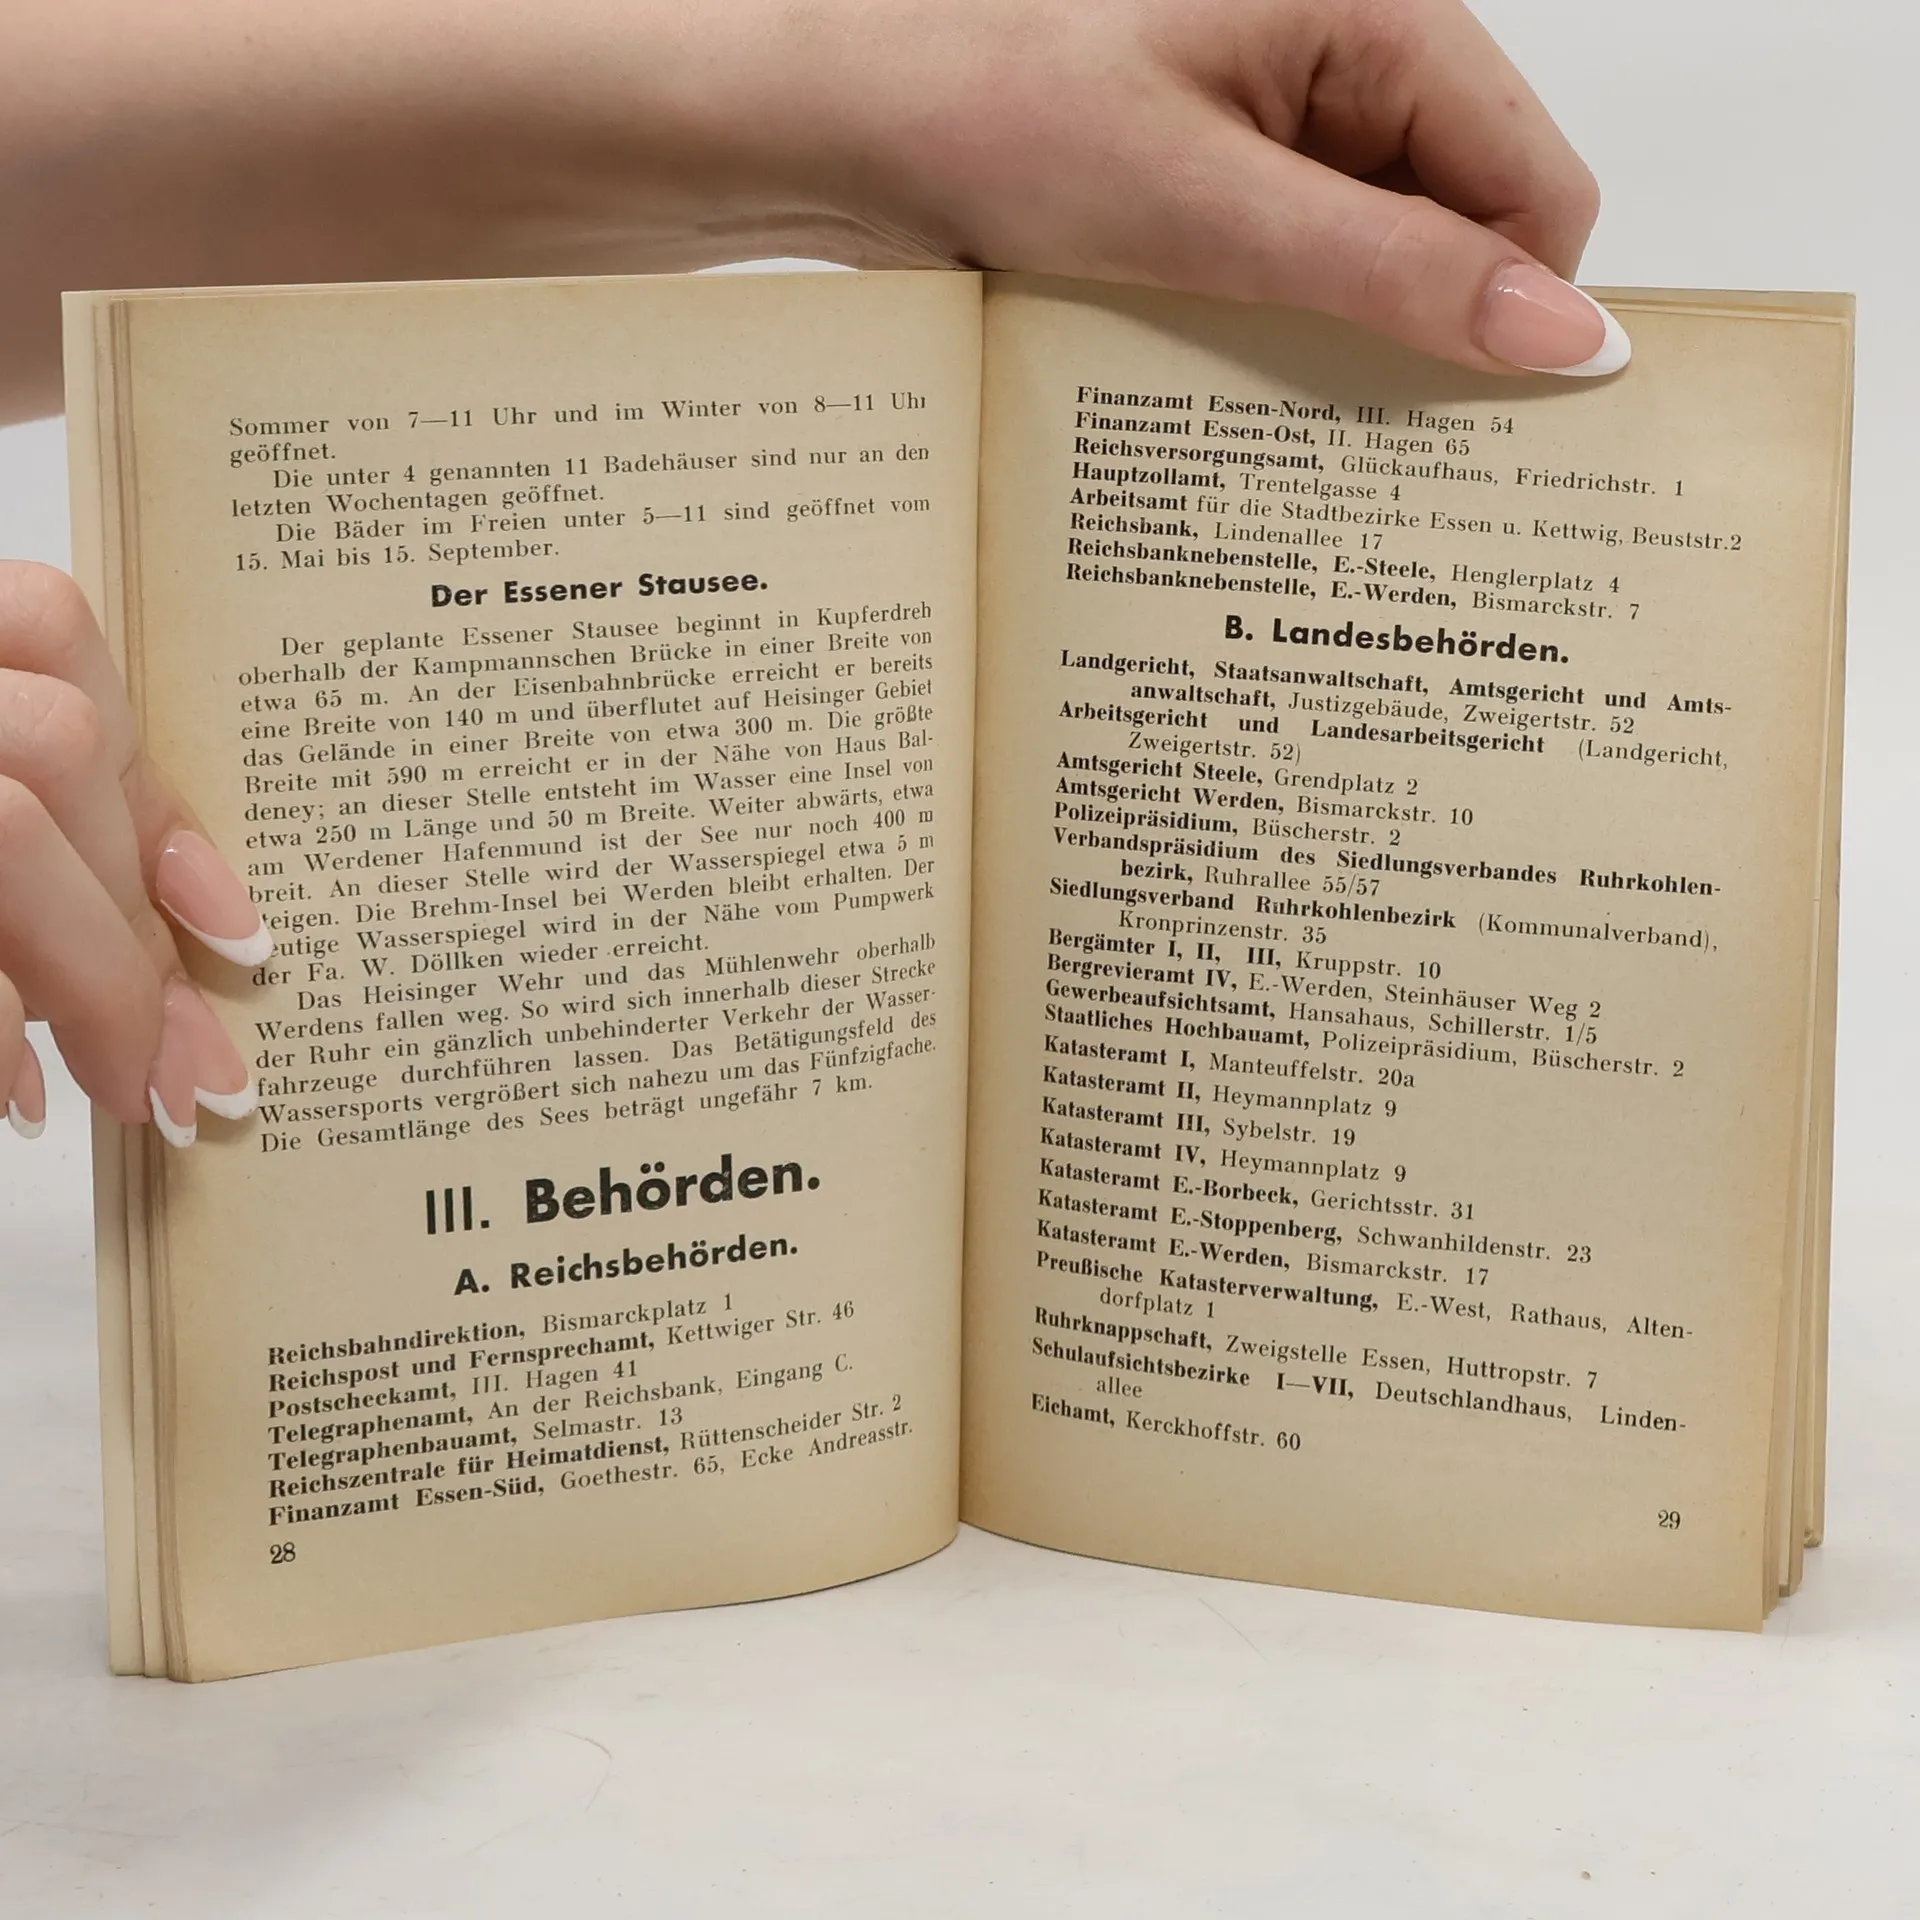 Sommer von 7—11 Uhr und im Winter von 8—11 Uhr
geöffnet.
Die unter 4 genannten 11 Badehäuser sind nur an den
letzten Wochentagen geöffnet.
Die Bäder im Freien unter 5—11 sind geöffnet vom
15. Mai bis 15. September.
Der Essener Stausee.
Der geplante Essener Stausee beginnt in Kupferdreh
oberhalb der Kampmannschen Brücke in einer Breite von
etwa 65 m. An der Eisenbahnbrücke erreicht er bereits
eine Breite von 140 m und überflutet auf Heisinger Gebiet
das Gelände in einer Breite von etwa 300 m. Die größte
Breite mit 590 m erreicht er in der Nähe von Haus Bal-
deney; an dieser Stelle entsteht im Wasser eine Insel von
etwa 250 m Länge und 50 m Breite. Weiter abwärts, etwa
am Werdener Hafenmund ist der See nur noch 400 m
breit. An dieser Stelle wird der Wasserspiegel etwa 5 m
teigen. Die Brehm-Insel bei Werden bleibt erhalten. Der
eutige Wasserspiegel wird in der Nähe vom Pumpwerk
der Fa. W. Döllken wieder erreicht.
Das Heisinger Wehr und das Mühlenwehr oberhalb
Werdens fallen weg. So wird sich innerhalb dieser Strecke
der Ruhr ein gänzlich unbehinderter Verkehr der Wasser-
fahrzeuge durchführen lassen. Das Betätigungsfeld des
Wassersports vergrößert sich nahezu um das Fünfzigfache.
Die Gesamtlänge des Sees beträgt ungefähr 7 km.
III. Behörden.
A. Reichsbehörden.
Reichsbahndirektion, Bismarckplatz 1
Reichspost und Fernsprechamt, Kettwiger Str. 46
Postscheckamt, III. Hagen 41
Telegraphenamt, An der Reichsbank, Eingang C.
Telegraphenbauamt, Selmastr. 13
Reichszentrale für Heimatdienst, Rüttenscheider Str. 2
Finanzamt Essen-Süd, Goethestr. 65, Ecke Andreasstr.
28
Finanzamt Essen-Nord, III. Hagen 54
Finanzamt Essen-Ost, II. Hagen 65
Reichsversorgungsamt, Glückaufhaus, Friedrichstr. 1
Hauptzollamt, Trentelgasse 4
Arbeitsamt für die Stadtbezirke Essen u. Kettwig, Beuststr.2
Reichsbank, Lindenallee 17
Reichsbanknebenstelle, E.-Steele, Henglerplatz 4
Reichsbanknebenstelle, E.-Werden, Bismarckstr. 7
B. Landesbehörden.
Landgericht, Staatsanwaltschaft, Amtsgericht und Amts-
anwaltschaft, Justizgebäude, Zweigertstr. 52
Arbeitsgericht und Landesarbeitsgericht (Landgericht,
Zweigertstr. 52)
Amtsgericht Steele, Grendplatz 2
Amtsgericht Werden, Bismarckstr. 10
Polizeipräsidium, Büscherstr. 2
Verbandspräsidium des Siedlungsverbandes Ruhrkohlen-
bezirk, Ruhrallee 55/57
Siedlungsverband Ruhrkohlenbezirk (Kommunalverband),
Kronprinzenstr. 35
Bergämter I, II, III, Kruppstr. 10
Bergrevieramt IV, E.-Werden, Steinhäuser Weg 2
Gewerbeaufsichtsamt, Hansahaus, Schillerstr. 1/5
Staatliches Hochbauamt, Polizeipräsidium, Büscherstr. 2
Katasteramt I, Manteuffelstr. 20a
Katasteramt II, Heymannplatz 9
Katasteramt III, Sybelstr. 19
Katasteramt IV, Heymannplatz 9
Katasteramt E.-Borbeck, Gerichtsstr. 31
Katasteramt E.-Stoppenberg, Schwanhildenstr. 23
Katasteramt E.-Werden, Bismarckstr. 17
Preußische Katasterverwaltung, E.-West, Rathaus, Alten-
dorfplatz 1
Ruhrknappschaft, Zweigstelle Essen, Huttropstr. 7
Schulaufsichtsbezirke I—VII, Deutschlandhaus, Linden-
allee
Eichamt, Kerckhoffstr. 60
29